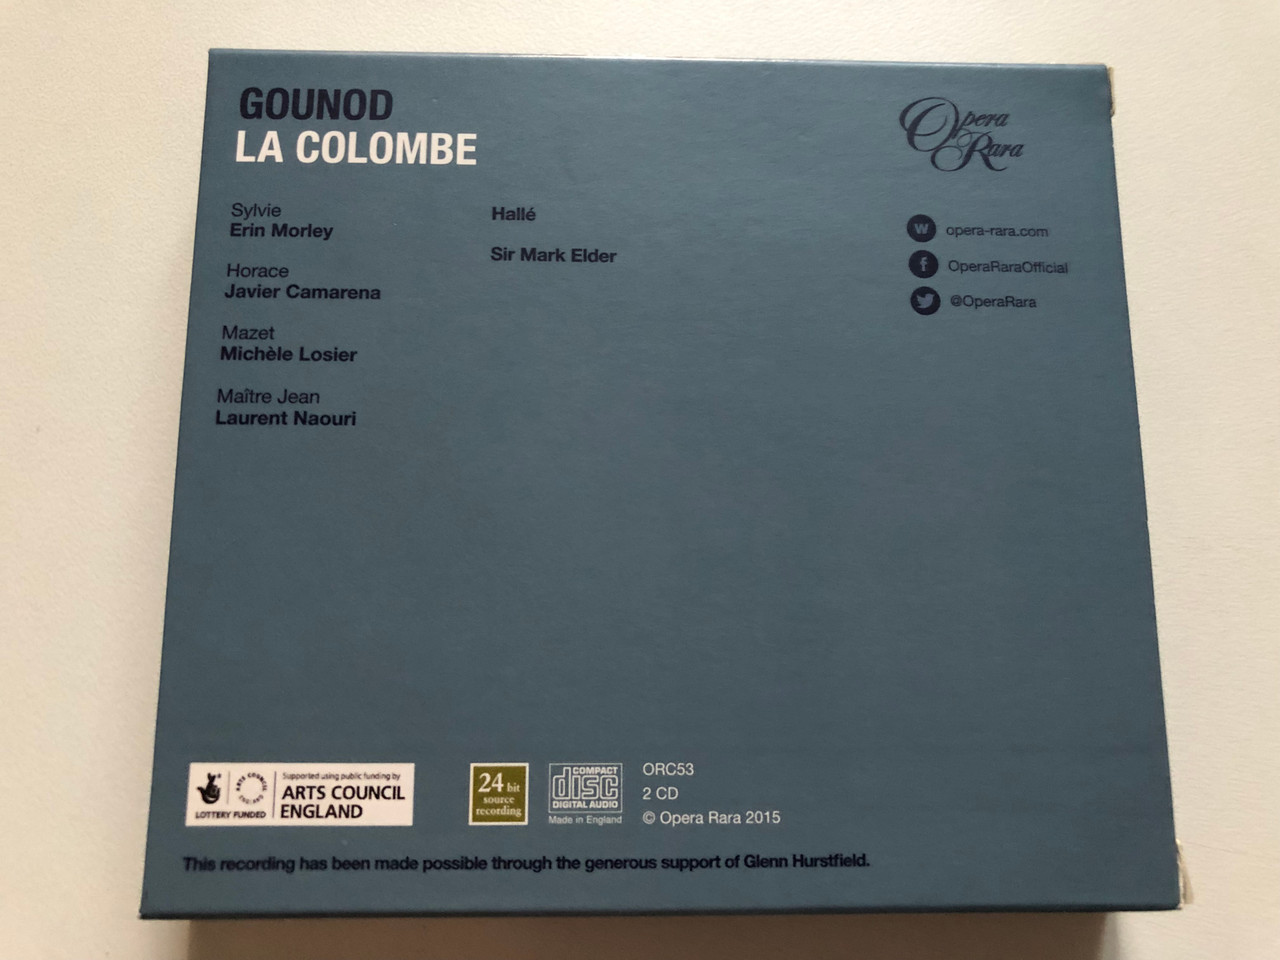 GOUNOD
LA COLOMBE
Sylvie
Erin Morley
Horace
Javier Camarena
Mazet
Michèle Losier
Maître Jean
Laurent Naouri
Hallé
Sir Mark Elder
Opera
Rara
w opera-rara.com
f OperaRaraOfficial
@OperaRara
LOTTERY FUNDED
ARTS COUNCIL ENGLAND
Supported using public funding by
ARTS COUNCIL
ENGLAND
24 bit
source
recording
COMPACT
disc
DIGITAL AUDIO
Made in England
ORC53
2 CD
© Opera Rara 2015
This recording has been made possible through the generous support of Glenn Hurstfield.